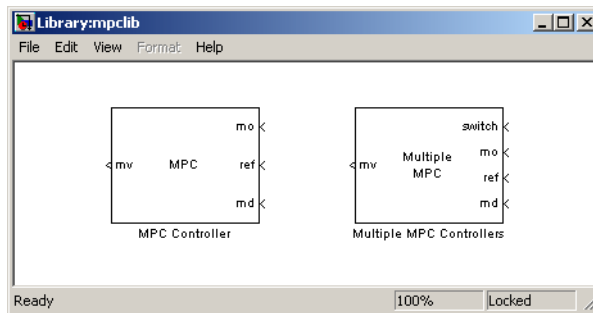 Library:mpclib
File Edit View Format Help
mo
mv MPC ref
md
MPC Controller
switch
mo
mv Multiple MPC
ref
md
Multiple MPC Controllers
Ready 100% Locked